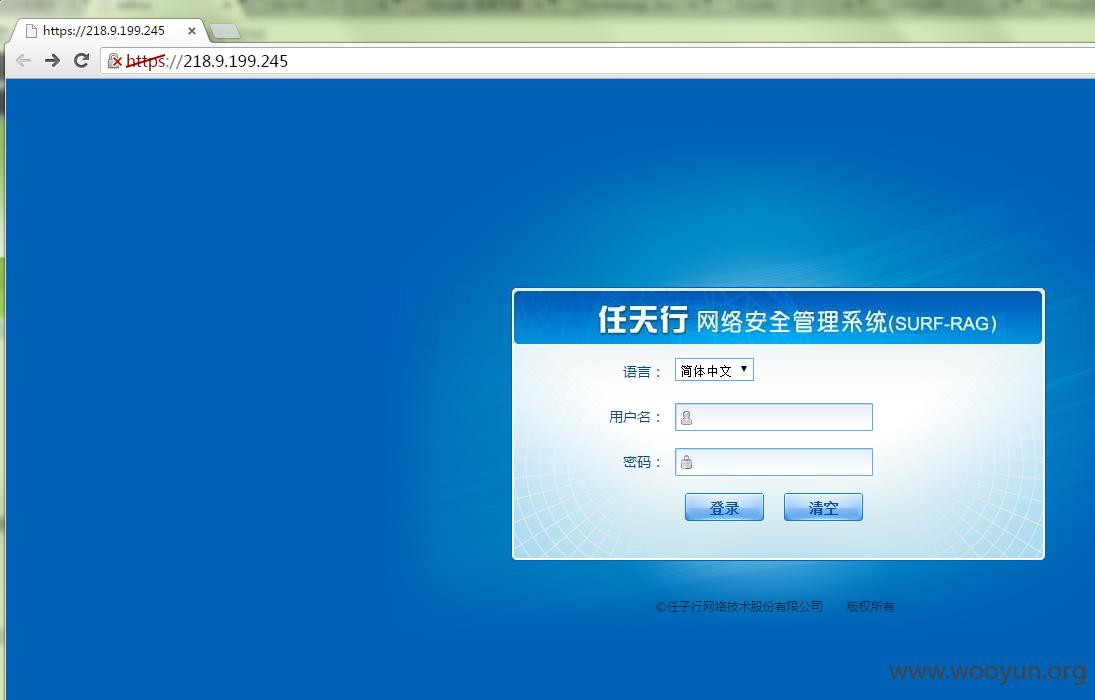 https://218.9.199.245
https://218.9.199.245
任天行 网络安全管理系统(SURF-RAG)
语言： 简体中文
用户名：
密码：
登录 清空
©任子行网络技术股份有限公司 版权所有
www.wooyun.org